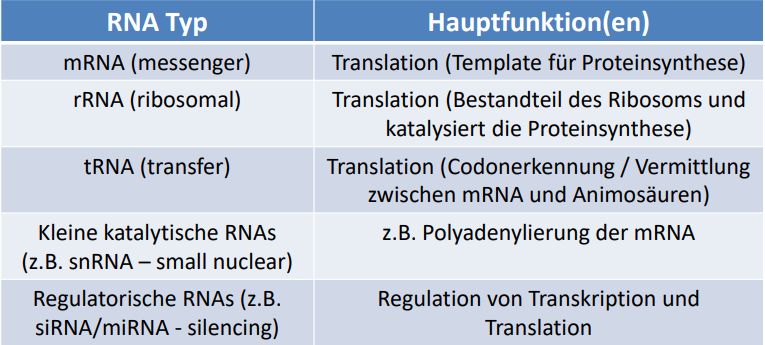 RNA Typ
Hauptfunktion(en)
mRNA (messenger)
Translation (Template für Proteinsynthese)
rRNA (ribosomal)
Translation (Bestandteil des Ribosoms und
katalysiert die Proteinsynthese)
tRNA (transfer)
Translation (Codonerkennung / Vermittlung
zwischen mRNA und Animosäuren)
Kleine katalytische RNAs
(z.B. snRNA – small nuclear)
z.B. Polyadenylierung der mRNA
Regulatorische RNAs (z.B.
siRNA/miRNA - silencing)
Regulation von Transkription und
Translation